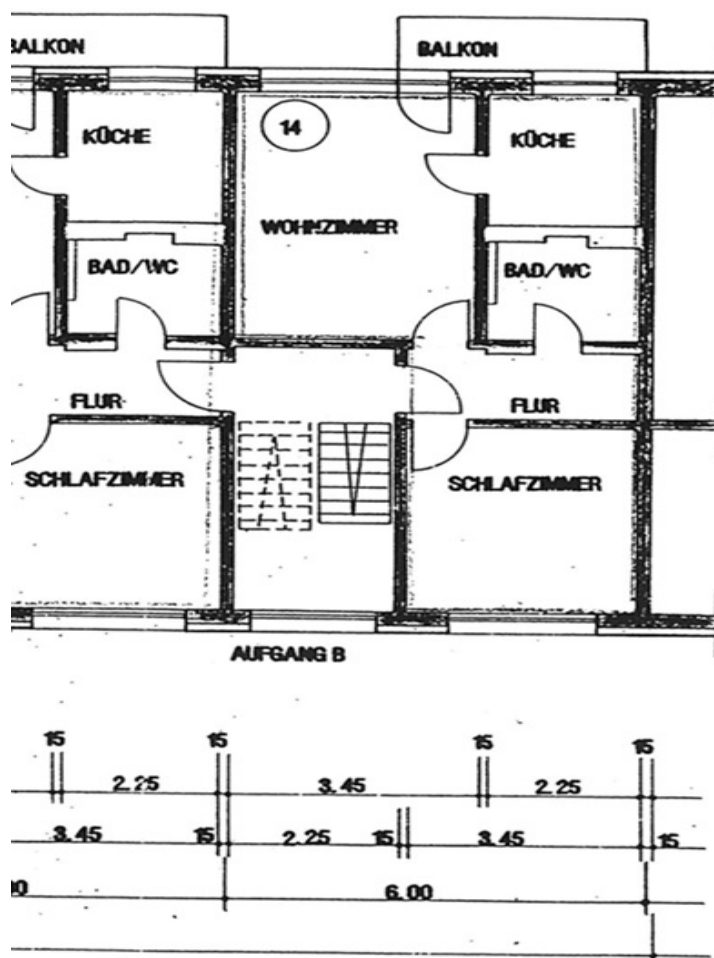 BALKON BALKON
KÜCHE 14 KÜCHE
WOHNZIMMER
BAD/WC BAD/WC
FLUR FLUR
SCHLAFZIMMER SCHLAFZIMMER
AUFGANG B
15 15 15 15
2.25 3.45 2.25
3.45 15 2.25 15 3.45 15
6.00